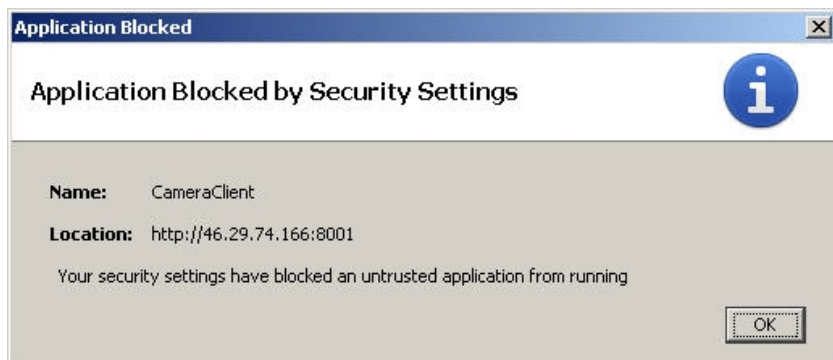 Application Blocked
Application Blocked by Security Settings
Name: CameraClient
Location: http://46.29.74.166:8001
Your security settings have blocked an untrusted application from running
OK